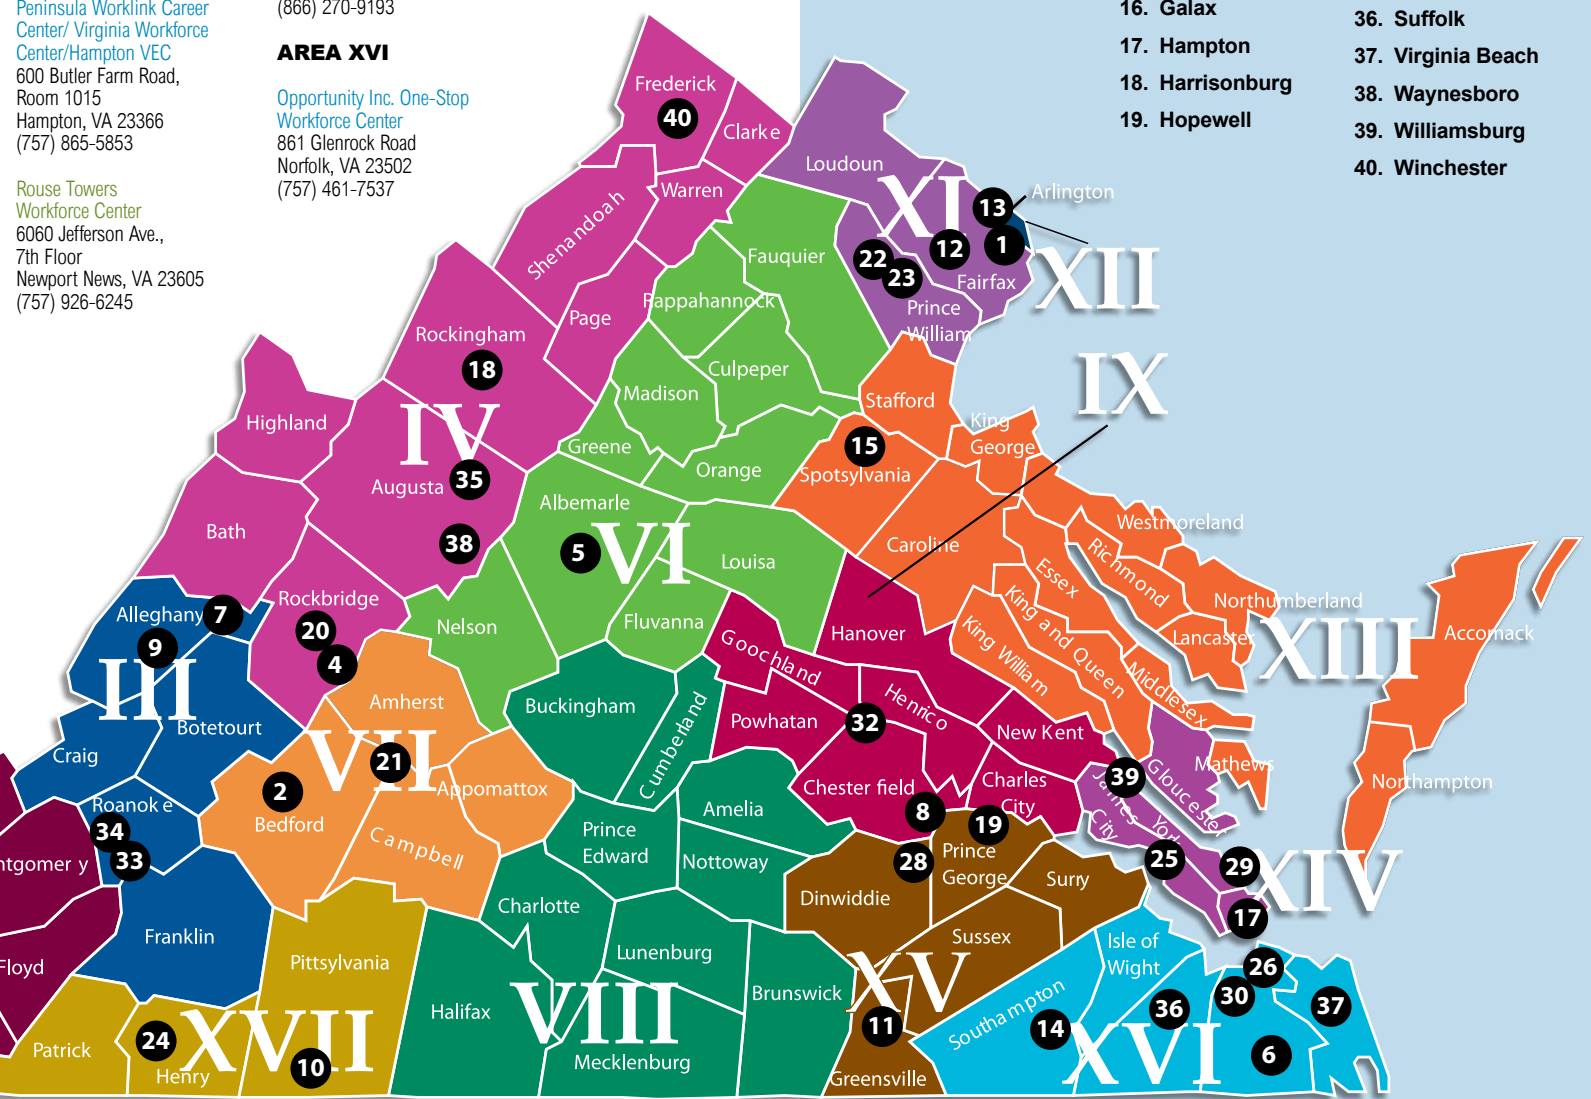 Peninsula Worklink Career
Center/ Virginia Workforce
Center/Hampton VEC
600 Butler Farm Road,
Room 1015
Hampton, VA 23366
(757) 865-5853
Rouse Towers
Workforce Center
6060 Jefferson Ave.,
7th Floor
Newport News, VA 23605
(757) 926-6245
(866) 270-9193
AREA XVI
Opportunity Inc. One-Stop
Workforce Center
861 Glenrock Road
Norfolk, VA 23502
(757) 461-7537
16. Galax
17. Hampton
18. Harrisonburg
19. Hopewell
36. Suffolk
37. Virginia Beach
38. Waynesboro
39. Williamsburg
40. Winchester
Frederick
40
Clarke
Loudoun
Warren
Shenandoah
XI
13
Arlington
12
1
22
23
Fairfax
XII
Prince
William
Fauquier
Rappahannock
Page
Rockingham
18
IX
Culpeper
Madison
Stafford
Highland
IV
King
George
Greene
15
Orange
Spotsylvania
Augusta
35
Albemarle
Westmoreland
Bath
38
5
VI
Louisa
Caroline
Richmond
Essex
Northumberland
Alleghany
7
Rockbridge
20
4
9
III
Nelson
Fluvanna
Hanover
King and Queen
King William
Lancaster
XIII
Accomack
Goochland
Middlesex
Amherst
Buckingham
Cumberland
Powhatan
32
Henrico
New Kent
Botetourt
Craig
VII
21
2
Bedford
Appomattox
Campbell
Chesterfield
8
Charles
City
19
39
James
City
York
Gloucester
Mathews
Northampton
Roanoke
34
33
ntgomery
Amelia
Prince
Edward
Nottoway
28
Prince
George
Surry
25
29
XIV
17
Dinwiddie
Floyd
Franklin
Pittsylvania
Charlotte
Lunenburg
Sussex
Isle of
Wight
26
30
37
Halifax
VIII
Brunswick
XV
11
Southampton
14
36
XVI
6
Patrick
24
Henry
XVII
10
Mecklenburg
Greensville